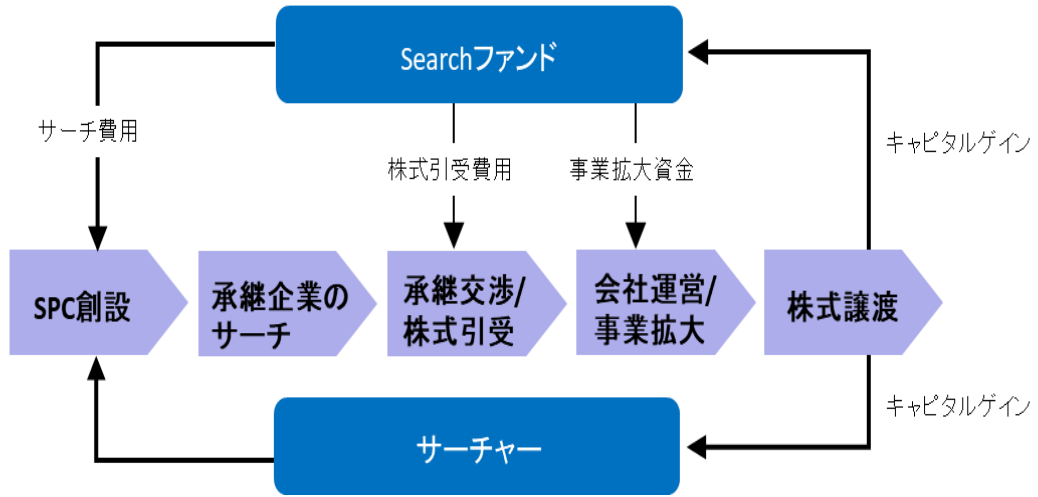 Searchファンド
サーチ費用
株式引受費用
事業拡大資金
キャピタルゲイン
SPC創設
承継企業の
サーチ
承継交渉/
株式引受
会社運営/
事業拡大
株式譲渡
キャピタルゲイン
サーチャー